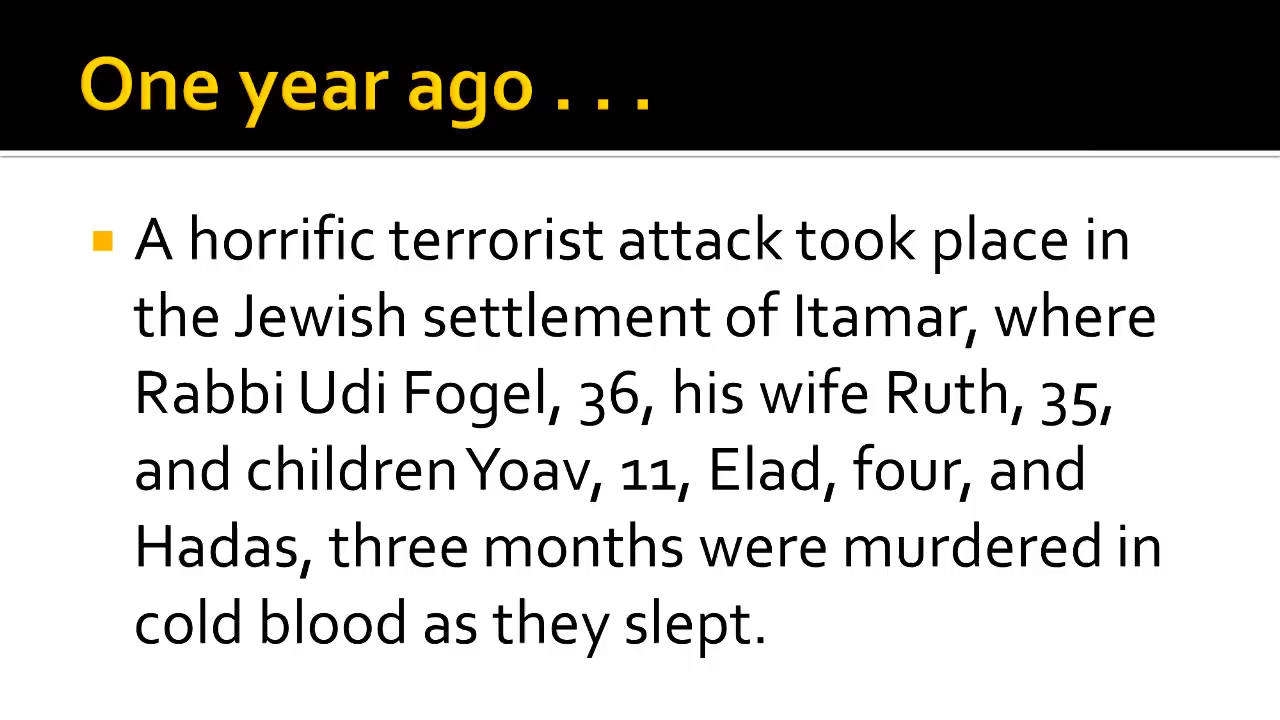 One year ago . . .
A horrific terrorist attack took place in
the Jewish settlement of Itamar, where
Rabbi Udi Fogel, 36, his wife Ruth, 35,
and children Yoav, 11, Elad, four, and
Hadas, three months were murdered in
cold blood as they slept.